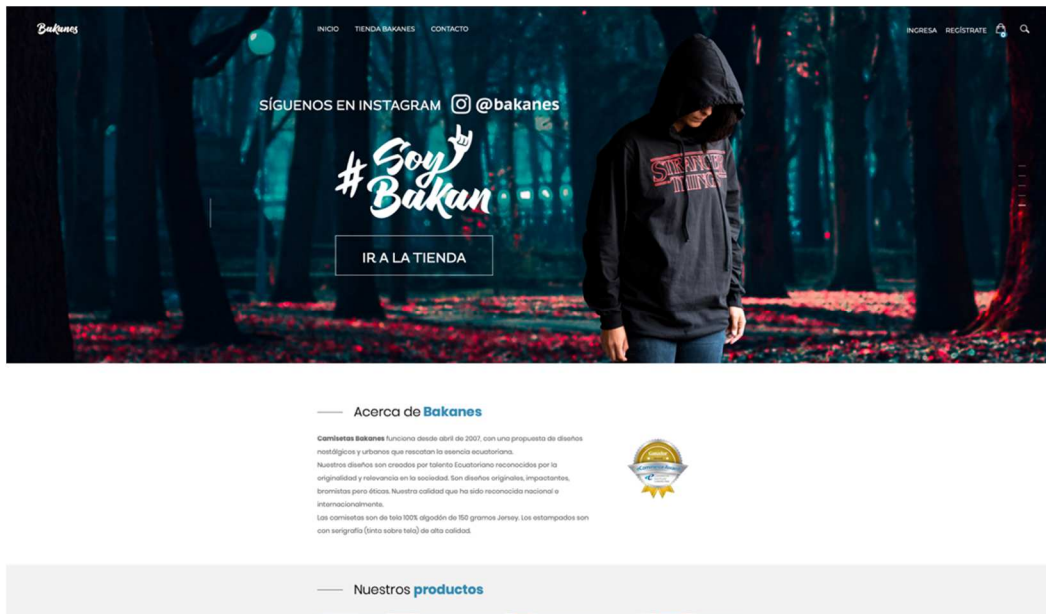 Bakanes
INICIO TIENDA BAKANES CONTACTO
INGRESA REGÍSTRATE
SÍGUENOS EN INSTAGRAM @bakanes
#Soy
Bakan
IR A LA TIENDA
STRANGER
THINGS
Acerca de Bakanes
Camisetas Bakanes funciona desde abril de 2007, con una propuesta de diseños
nostálgicos y urbanos que rescatan la esencia ecuatoriana.
Nuestros diseños son creados por talento Ecuatoriano reconocidos por la
originalidad y relevancia en la sociedad. Son diseños originales, impactantes,
bromistas pero éticos. Nuestra calidad que ha sido reconocida nacional e
internacionalmente.
Las camisetas son de tela 100% algodón de 150 gramos Jersey. Los estampados son
con serigrafía (tinta sobre tela) de alta calidad.
Ganador
Nuestros productos